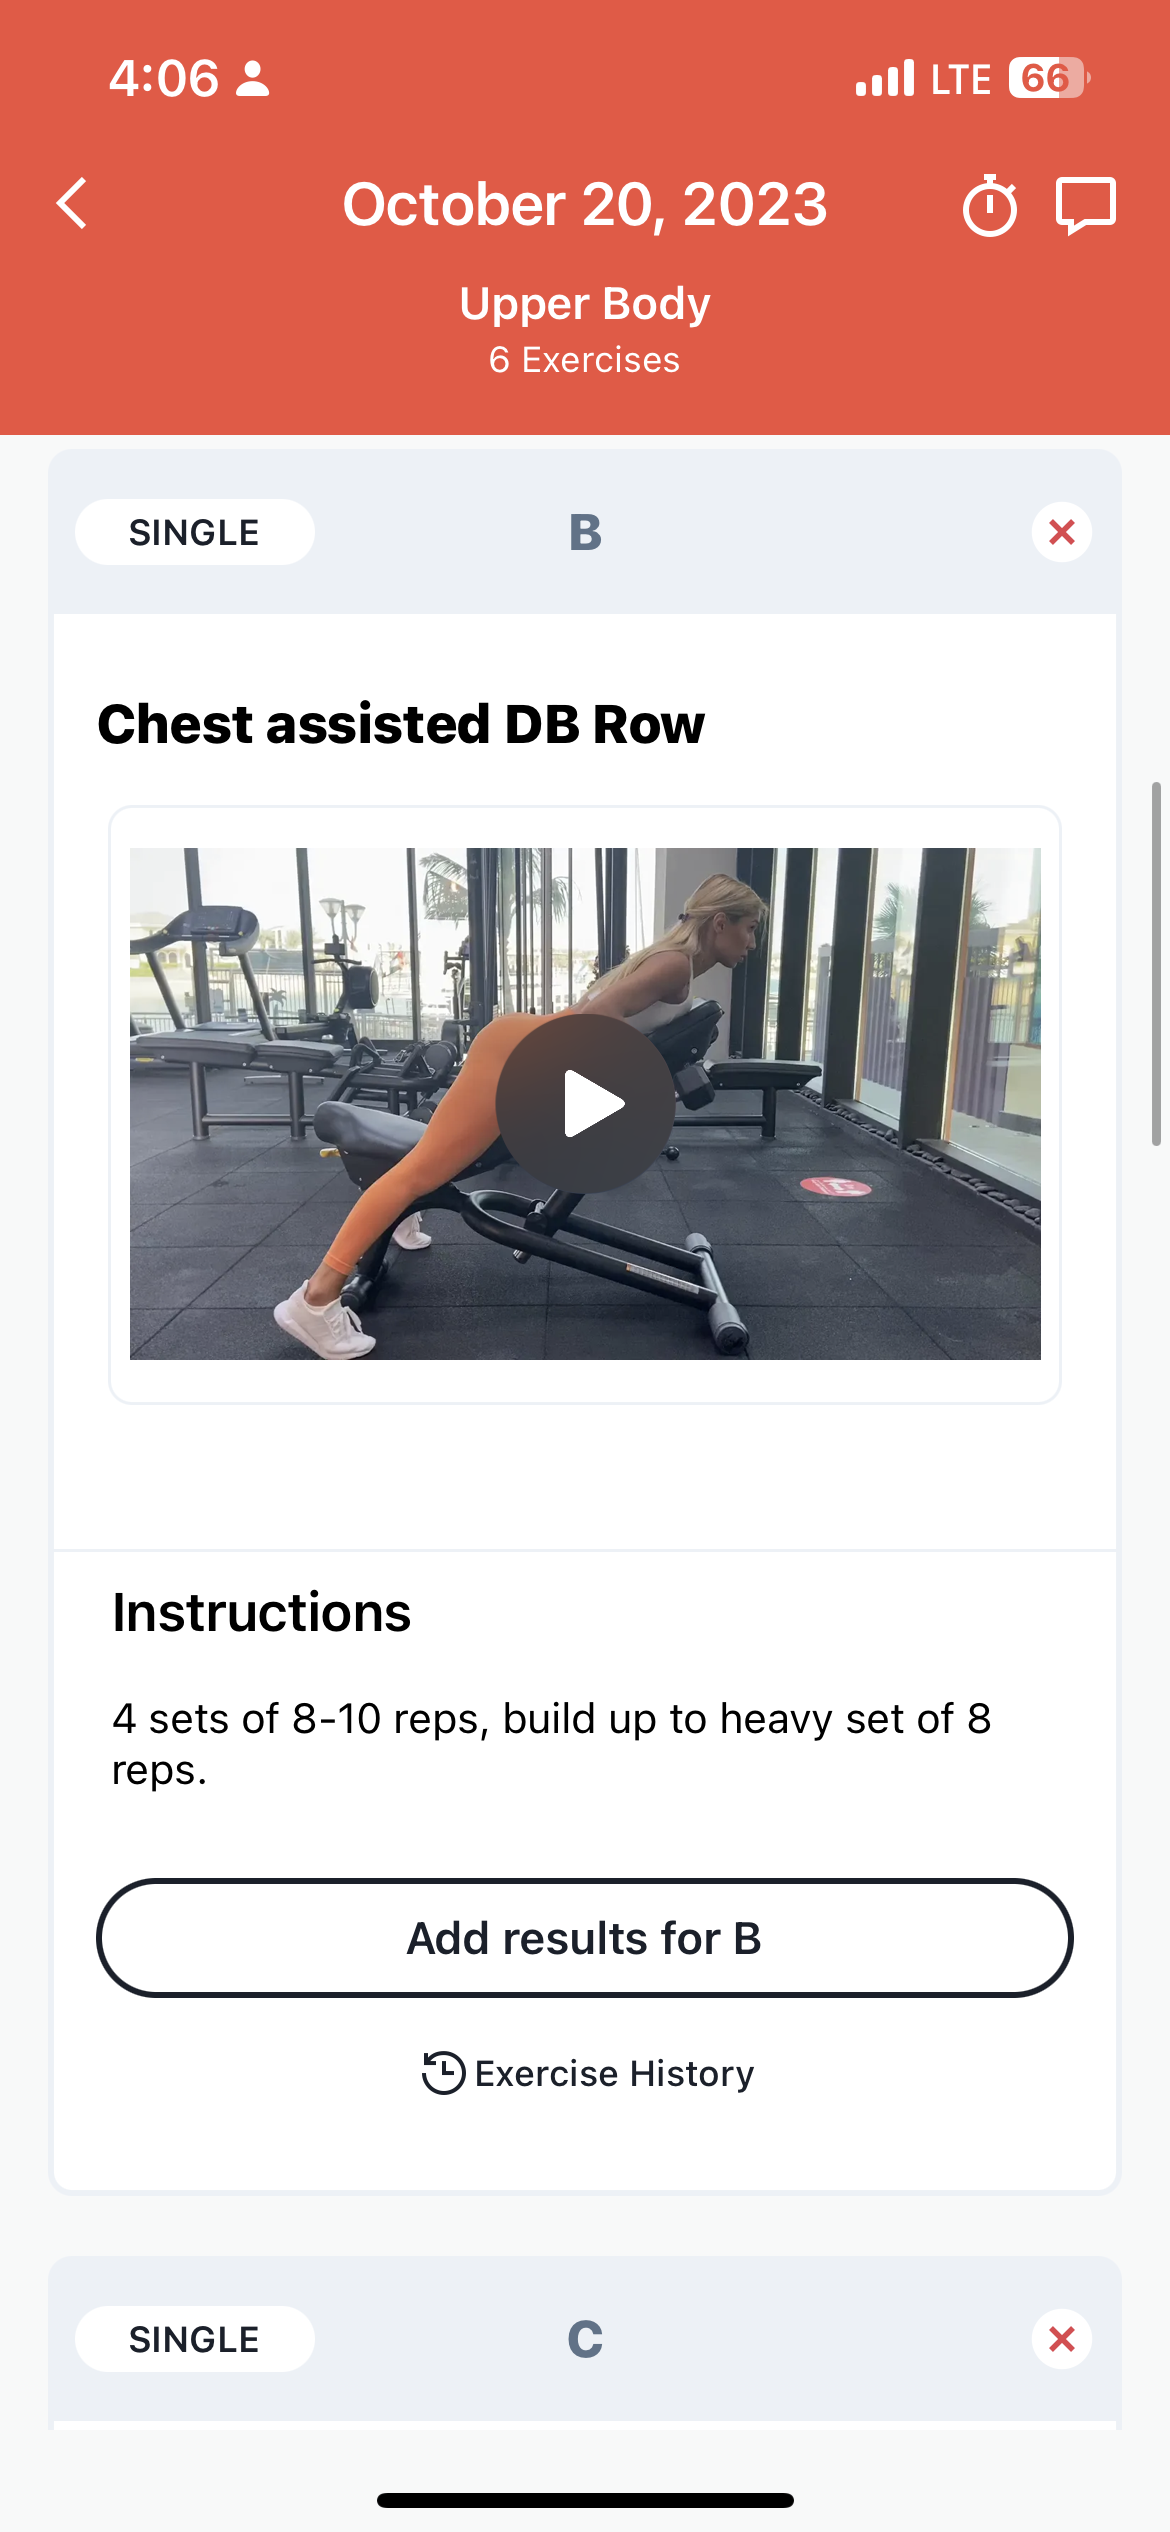 4:06
LTE 66
October 20, 2023
Upper Body
6 Exercises
SINGLE B
Chest assisted DB Row
Instructions
4 sets of 8-10 reps, build up to heavy set of 8
reps.
Add results for B
Exercise History
SINGLE C